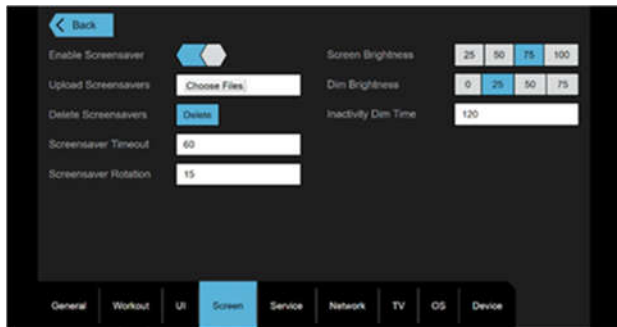 Back
Enable Screensaver
Upload Screensavers Choose Files
Delete Screensavers Delete
Screensaver Timeout 60
Screensaver Rotation 15
Screen Brightness 25 50 75 100
Dim Brightness 0 25 50 75
Inactivity Dim Time 120
General Workout UI Screen Service Network TV OS Device